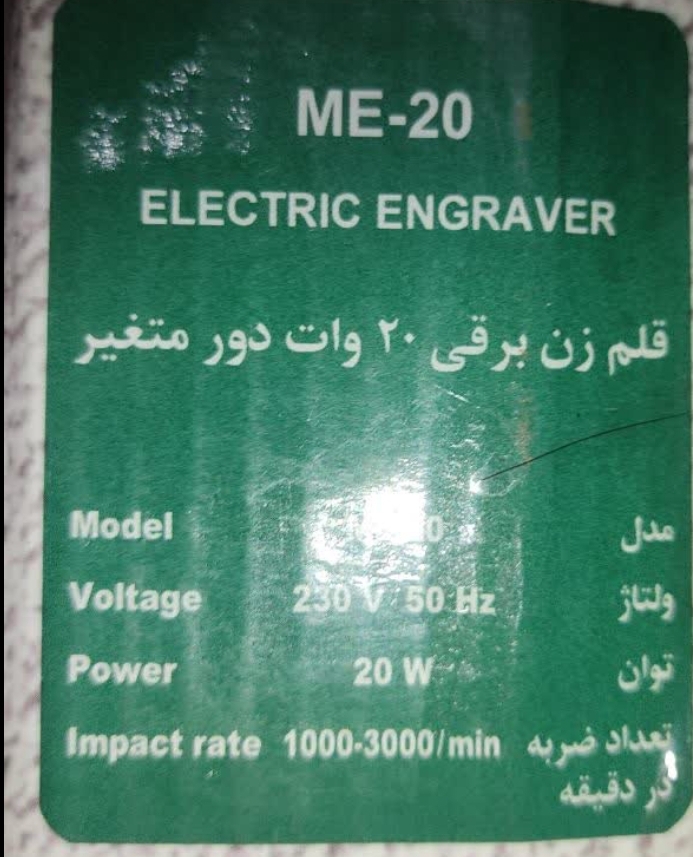 ME-20
ELECTRIC ENGRAVER
قلم زن برقی ۲۰ وات دور متغیر
Model مدل
Voltage 230 V 50 Hz ولتاژ
Power 20 W توان
Impact rate 1000-3000/min تعداد ضربه
در دقیقه